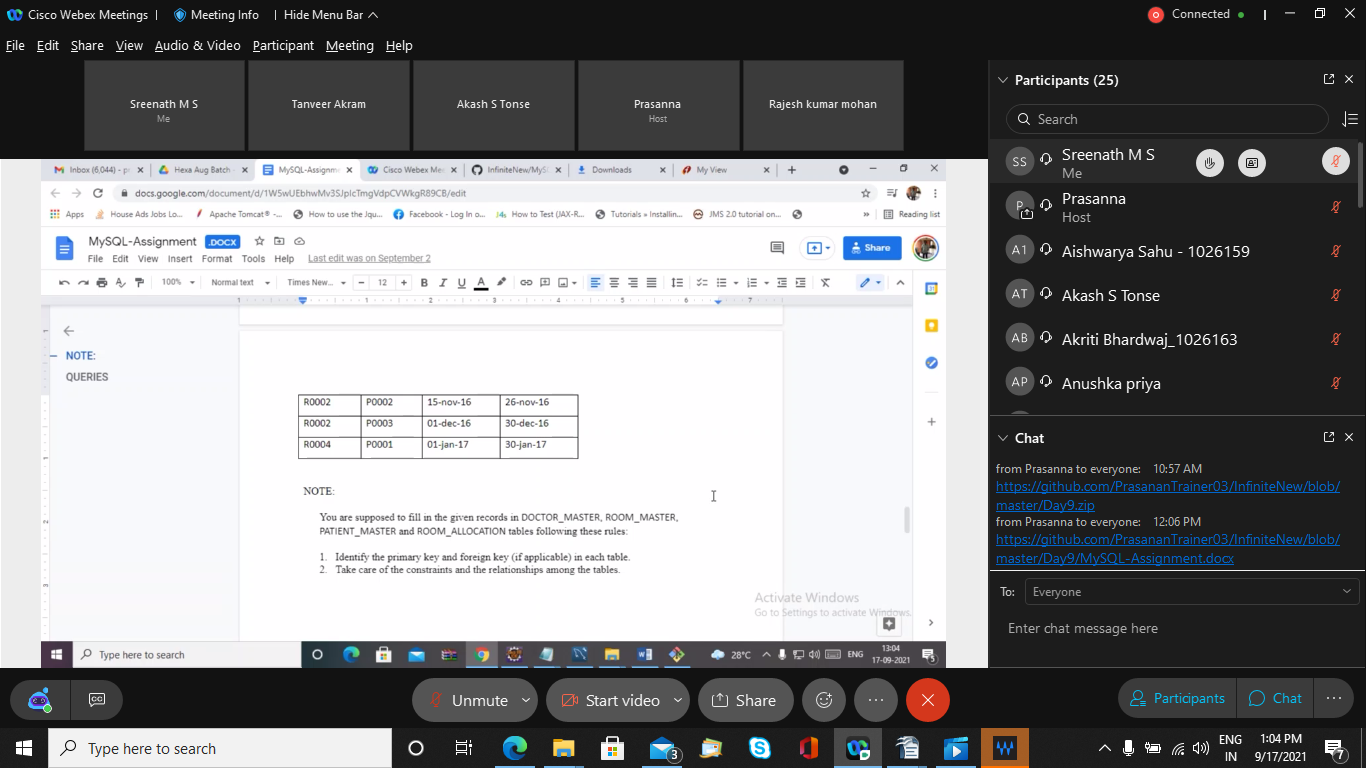 Cisco Webex Meetings | Meeting Info | Hide Menu Bar
Connected
File Edit Share View Audio & Video Participant Meeting Help
Sreenath M S
Me
Tanveer Akram
Akash S Tonse
Prasanna
Host
Rajesh kumar mohan
Inbox (6,044) - p
Hexa Aug Batch -
MySQL-Assignm
Cisco Webex Me
InfiniteNew/MyS
Downloads
My View
docs.google.com/document/d/1W5wUEbhwMv3SJplcTmgVdpCVWkgR89CB/edit
Apps
House Ads Jobs Lo...
Apache Tomcat® -...
How to use the Jqu...
Facebook - Log In o...
How to Test (JAX-R...
Tutorials » Installin...
JMS 2.0 tutorial on...
»
Reading list
MySQL-Assignment .DOCX
Share
File Edit View Insert Format Tools Help Last edit was on September 2
100% Normal text Times New... 12 B I U A
1 1 2 3 4 5 6 7
NOTE:
QUERIES
R0002 P0002 15-nov-16 26-nov-16
R0002 P0003 01-dec-16 30-dec-16
R0004 P0001 01-jan-17 30-jan-17
NOTE:
You are supposed to fill in the given records in DOCTOR_MASTER, ROOM_MASTER,
PATIENT_MASTER and ROOM_ALLOCATION tables following these rules:
1. Identify the primary key and foreign key (if applicable) in each table.
2. Take care of the constraints and the relationships among the tables.
Activate Windows
Go to Settings to activate Windows.
Type here to search
28°C
ENG
13:04
17-09-2021
5
Participants (25)
Search
SS Sreenath M S
Me
P Prasanna
Host
A1 Aishwarya Sahu - 1026159
AT Akash S Tonse
AB Akriti Bhardwaj_1026163
AP Anushka priya
Chat
from Prasanna to everyone: 10:57 AM
https://github.com/PrasananTrainer03/InfiniteNew/blob/
master/Day9.zip
from Prasanna to everyone: 12:06 PM
https://github.com/PrasananTrainer03/InfiniteNew/blob/
master/Day9/MySQL-Assignment.docx
To: Everyone
Enter chat message here
CC
Unmute
Start video
Share
Participants
Chat
Type here to search
3
ENG
IN
1:04 PM
9/17/2021
7